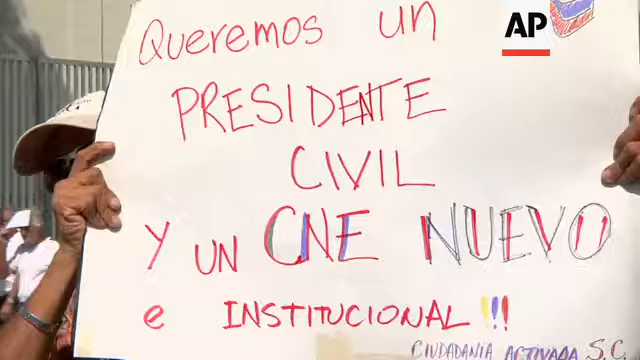 AP
Queremos un
PRESIDENTE
CIVIL
Y UN CNE NUEVO
e INSTITUCIONAL!!!
CIUDADANIA ACTIVADA S.C.